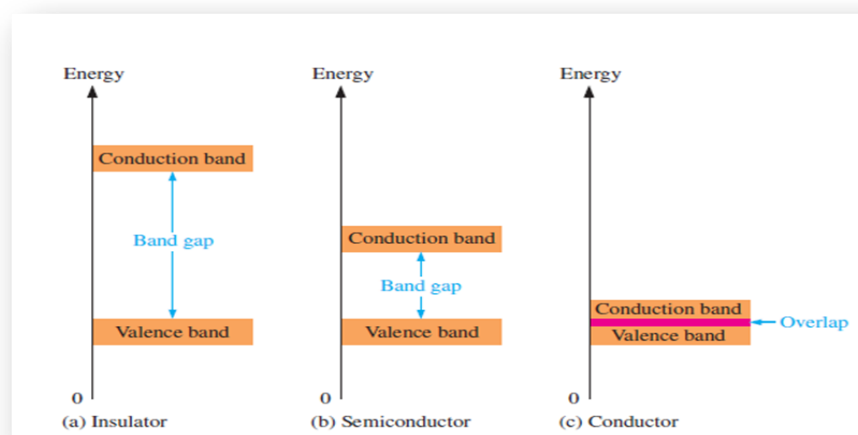 Energy
Conduction band
Band gap
Valence band
0
(a) Insulator
Energy
Conduction band
Band gap
Valence band
0
(b) Semiconductor
Energy
Conduction band
Overlap
Valence band
0
(c) Conductor